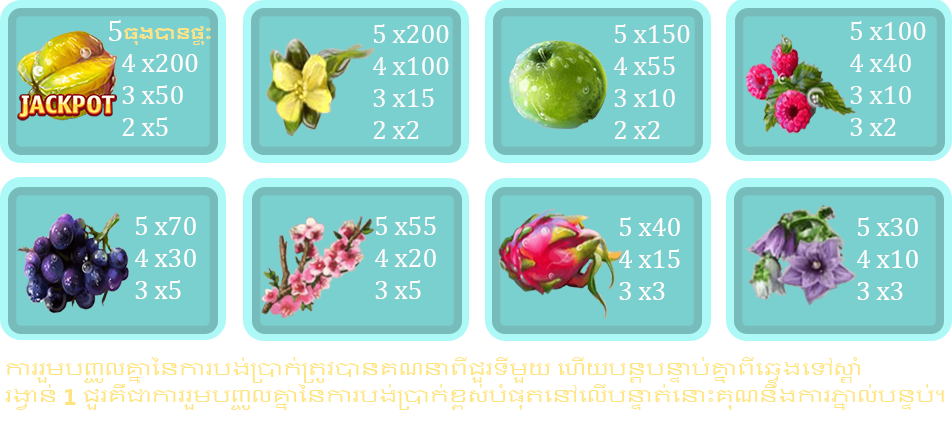 5ធុងបានផ្ទុះ
4 x200
3 x50
2 x5
JACKPOT
5 x200
4 x100
3 x15
2 x2
5 x150
4 x55
3 x10
2 x2
5 x100
4 x40
3 x10
3 x2
5 x70
4 x30
3 x5
5 x55
4 x20
3 x5
5 x40
4 x15
3 x3
5 x30
4 x10
3 x3
ការរួមបញ្ចូលគ្នានៃការបង់ប្រាក់ត្រូវបានគណនាពីជួរទីមួយ ហើយបន្តបន្ទាប់គ្នាពីឆ្វេងទៅស្តាំ
រង្វាន់ 1 ជួរគឺជាការរួមបញ្ចូលគ្នានៃការបង់ប្រាក់ខ្ពស់បំផុតនៅលើបន្ទាត់នោះគុណនឹងការភ្នាល់បន្ទប់។